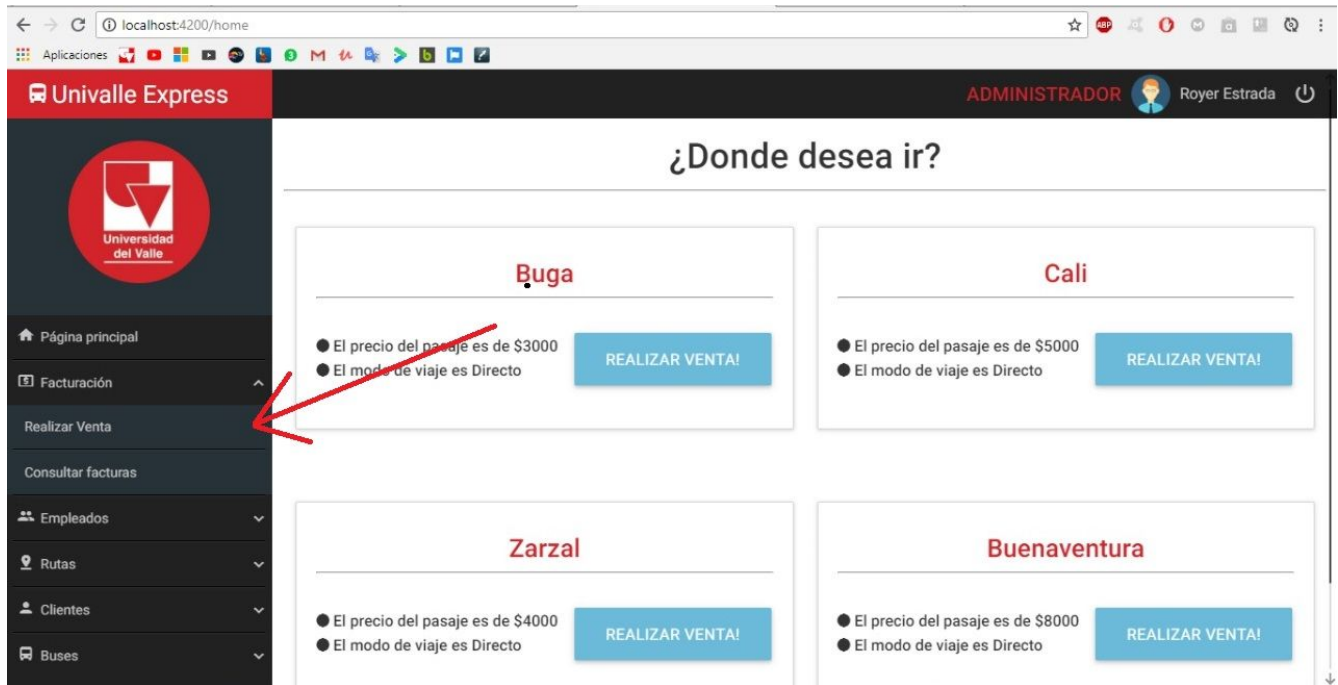 localhost:4200/home
Aplicaciones
Univalle Express
ADMINISTRADOR
Royer Estrada
Universidad
del Valle
Página principal
Facturación
Realizar Venta
Consultar facturas
Empleados
Rutas
Clientes
Buses
¿Donde desea ir?
Buga
El precio del pasaje es de $3000
El modo de viaje es Directo
REALIZAR VENTA!
Cali
El precio del pasaje es de $5000
El modo de viaje es Directo
REALIZAR VENTA!
Zarzal
El precio del pasaje es de $4000
El modo de viaje es Directo
REALIZAR VENTA!
Buenaventura
El precio del pasaje es de $8000
El modo de viaje es Directo
REALIZAR VENTA!